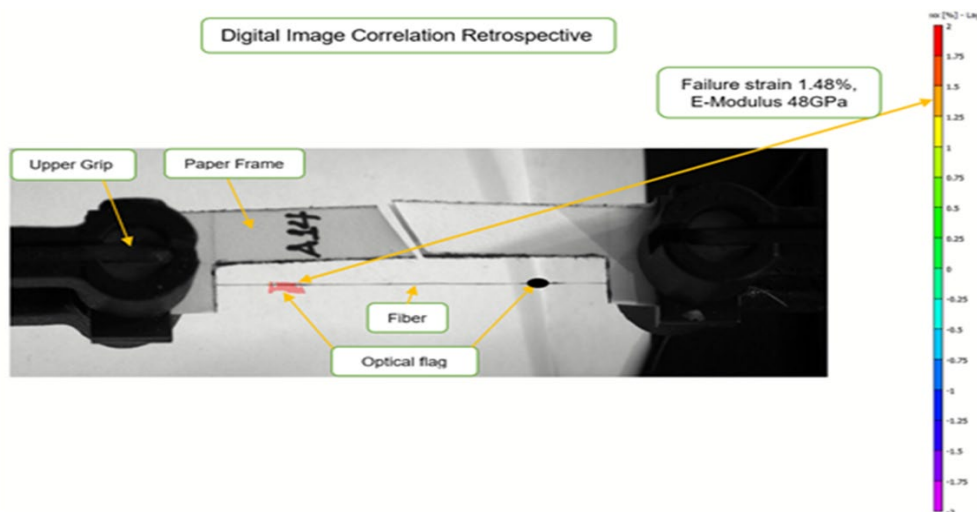 Digital Image Correlation Retrospective
Failure strain 1.48%,
E-Modulus 48GPa
Upper Grip
Paper Frame
A14
Fiber
Optical flag
2
1.75
1.5
1.25
1
0.75
0.5
0.25
0
-0.25
-0.5
-0.75
-1
-1.25
-1.5
-1.75
-2